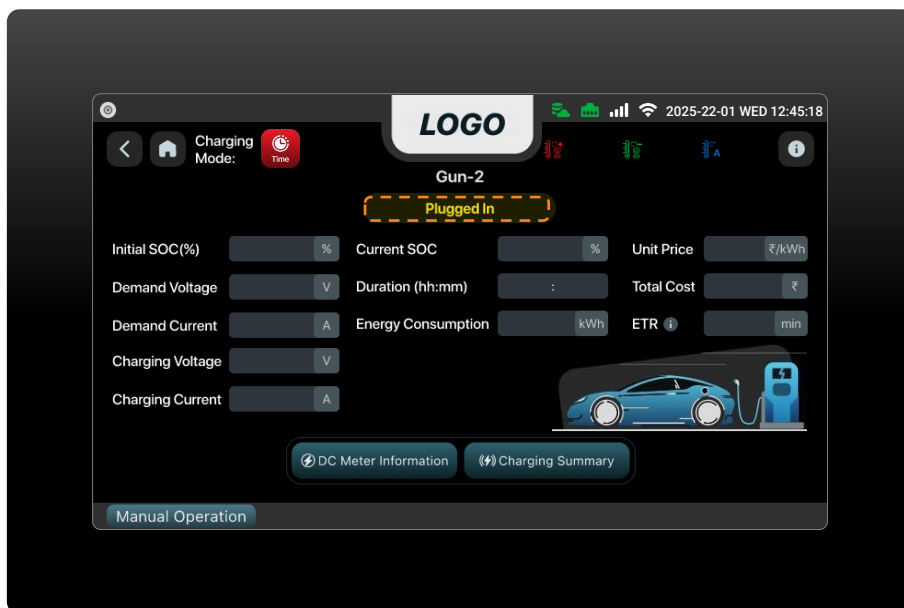 LOGO
2025-22-01 WED 12:45:18
Charging
Mode:
Time
A
Gun-2
Plugged In
Initial SOC(%) %
Current SOC %
Unit Price ₹/kWh
Demand Voltage V
Duration (hh:mm) :
Total Cost ₹
Demand Current A
Energy Consumption kWh
ETR i min
Charging Voltage V
Charging Current A
DC Meter Information
Charging Summary
Manual Operation